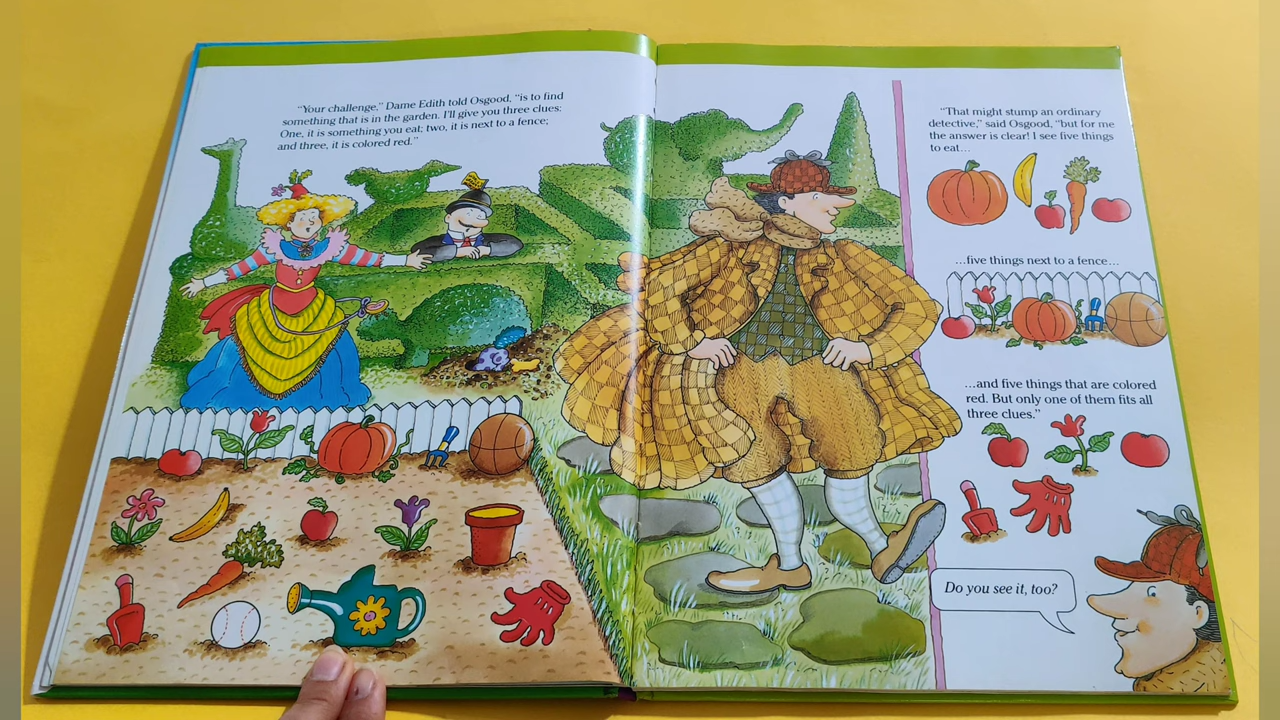 "Your challenge," Dame Edith told Osgood, "is to find
something that is in the garden. I'll give you three clues:
One, it is something you eat; two, it is next to a fence;
and three, it is colored red."
"That might stump an ordinary
detective," said Osgood, "but for me
the answer is clear! I see five things
to eat...
...five things next to a fence...
...and five things that are colored
red. But only one of them fits all
three clues."
Do you see it, too?